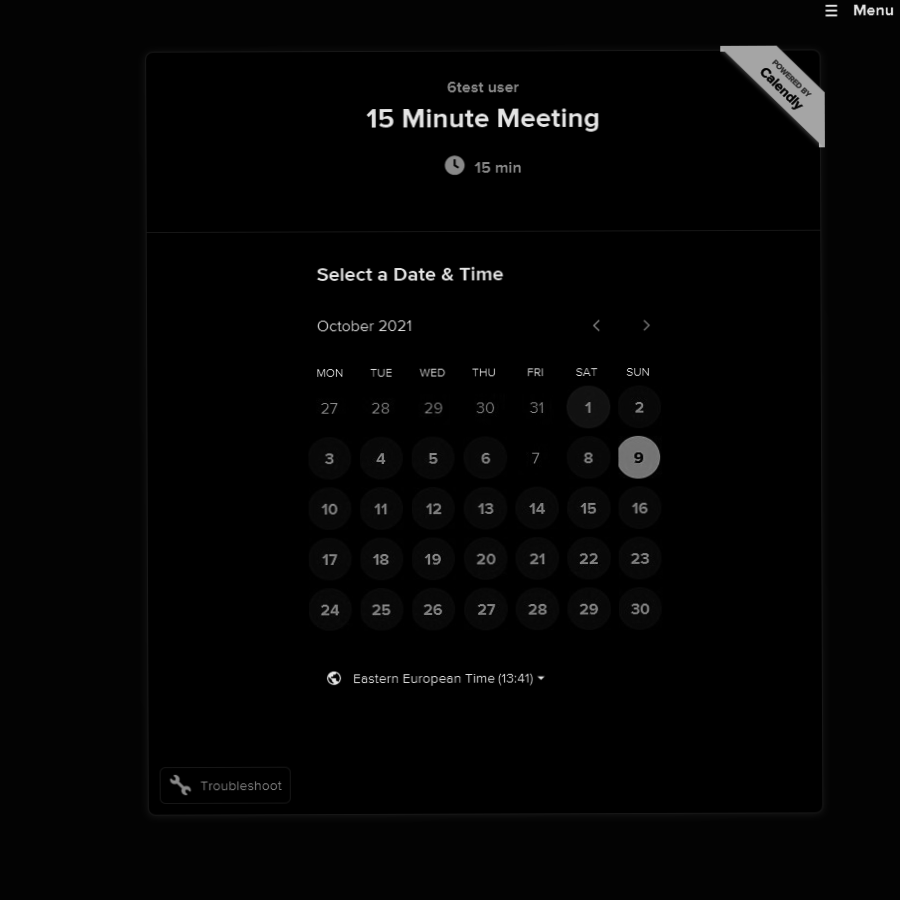 Menu
POWERED BY
Calendly
6test user
15 Minute Meeting
15 min
Select a Date & Time
October 2021
MON TUE WED THU FRI SAT SUN
27 28 29 30 31 1 2
3 4 5 6 7 8 9
10 11 12 13 14 15 16
17 18 19 20 21 22 23
24 25 26 27 28 29 30
Eastern European Time (13:41)
Troubleshoot